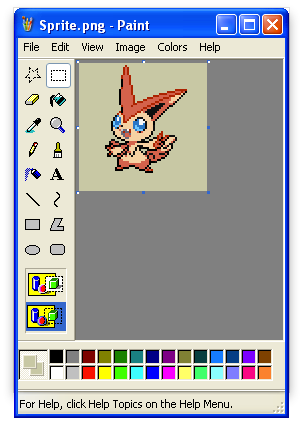 Sprite.png - Paint
File Edit View Image Colors Help
A
For Help, click Help Topics on the Help Menu.